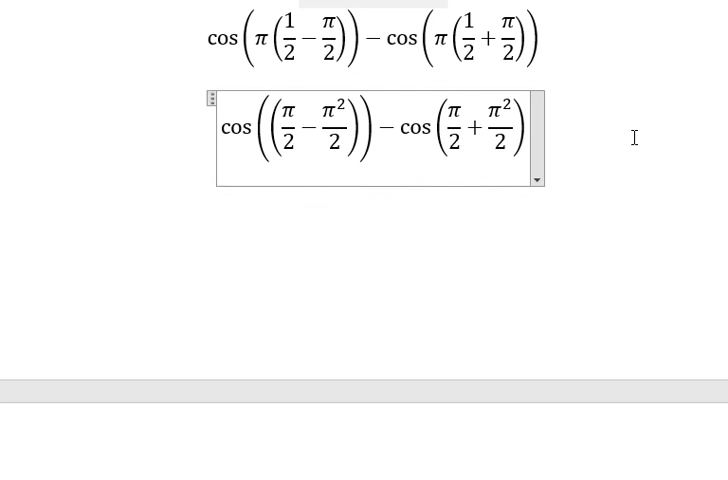 cos(π(1/2 − π/2)) − cos(π(1/2 + π/2))
cos((π/2 − π²/2)) − cos(π/2 + π²/2)